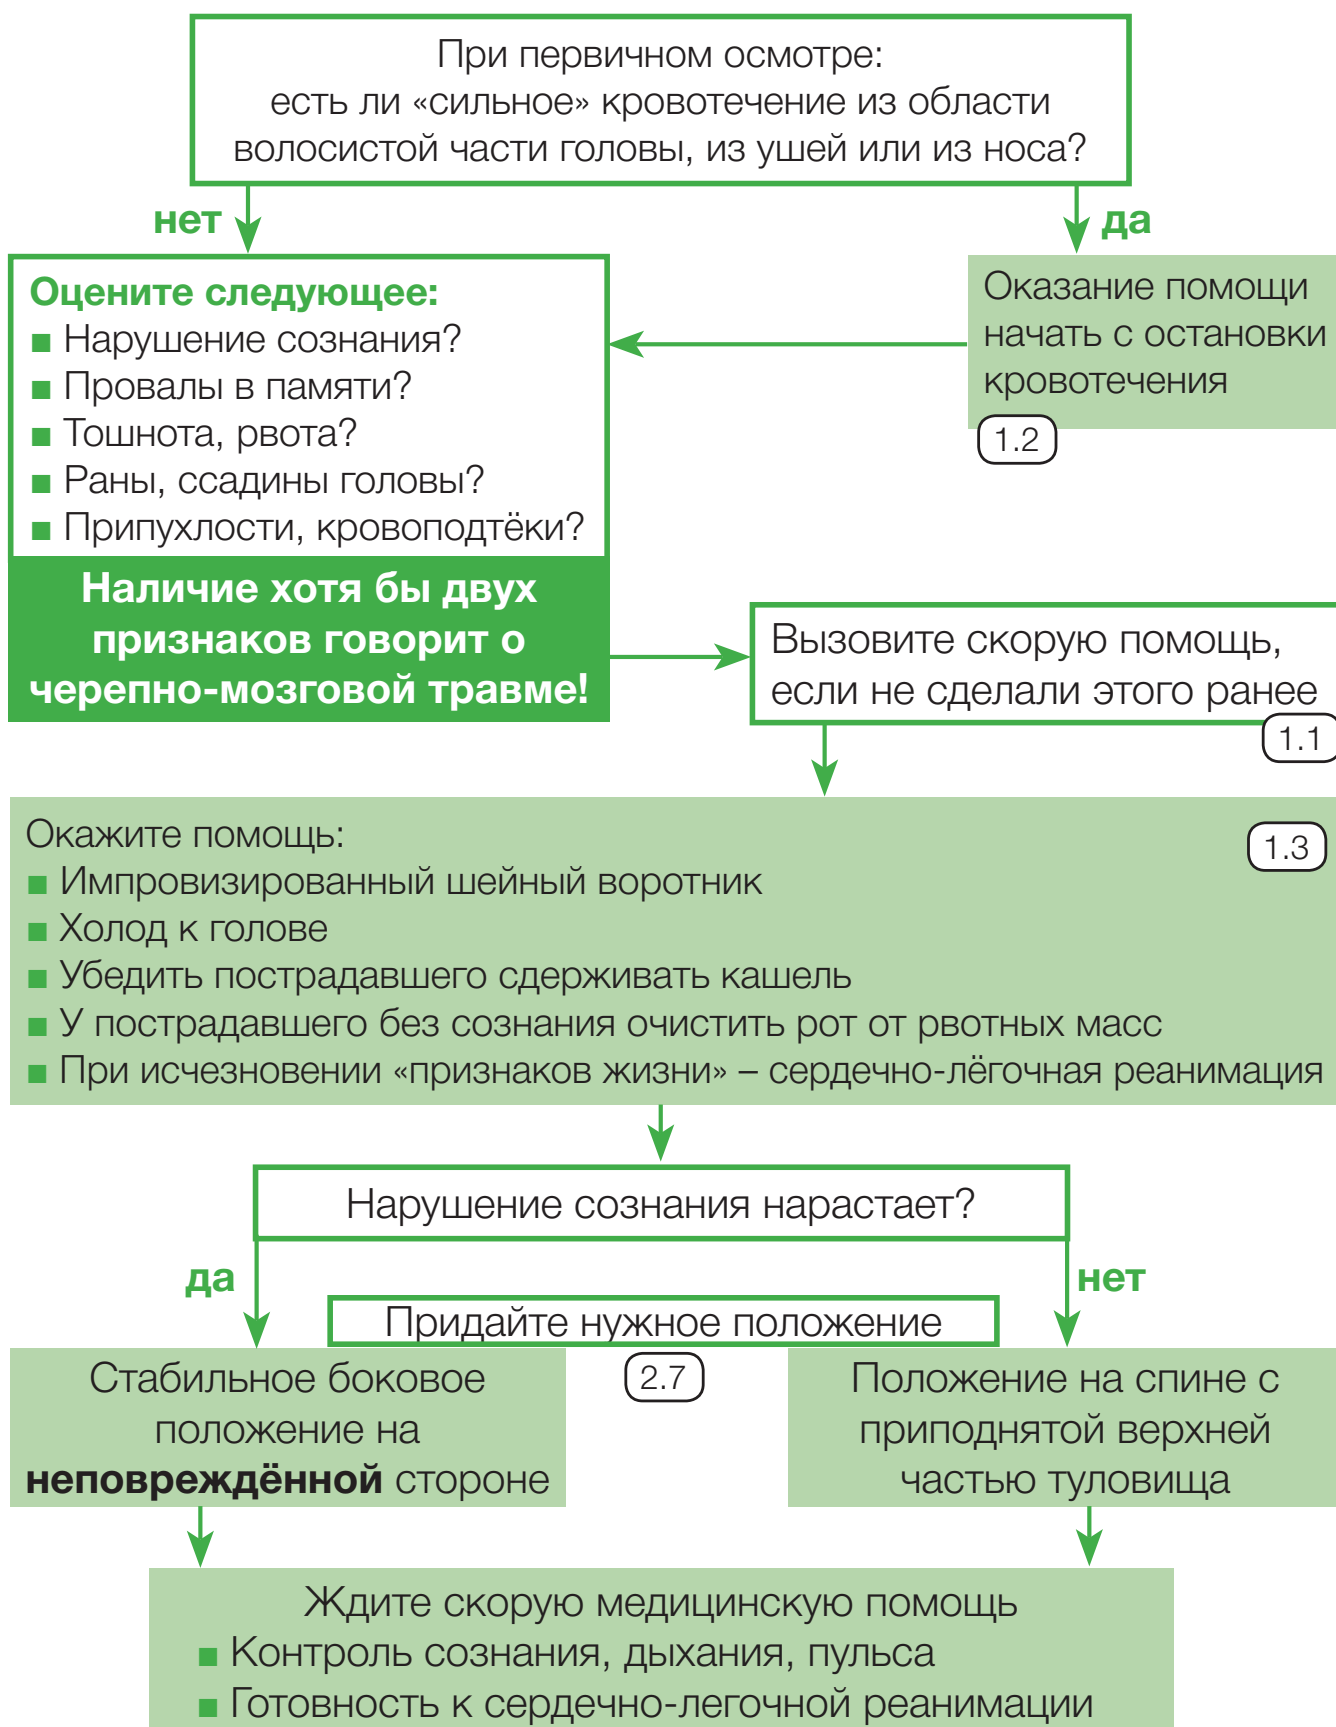 При первичном осмотре:
есть ли «сильное» кровотечение из области
волосистой части головы, из ушей или из носа?
нет
да
Оцените следующее:
■ Нарушение сознания?
■ Провалы в памяти?
■ Тошнота, рвота?
■ Раны, ссадины головы?
■ Припухлости, кровоподтёки?
Наличие хотя бы двух
признаков говорит о
черепно-мозговой травме!
Оказание помощи
начать с остановки
кровотечения
1.2
Вызовите скорую помощь,
если не сделали этого ранее
1.1
Окажите помощь:
1.3
■ Импровизированный шейный воротник
■ Холод к голове
■ Убедить пострадавшего сдерживать кашель
■ У пострадавшего без сознания очистить рот от рвотных масс
■ При исчезновении «признаков жизни» – сердечно-лёгочная реанимация
Нарушение сознания нарастает?
да
нет
Придайте нужное положение
2.7
Стабильное боковое
положение на
неповреждённой стороне
Положение на спине с
приподнятой верхней
частью туловища
Ждите скорую медицинскую помощь
■ Контроль сознания, дыхания, пульса
■ Готовность к сердечно-легочной реанимации